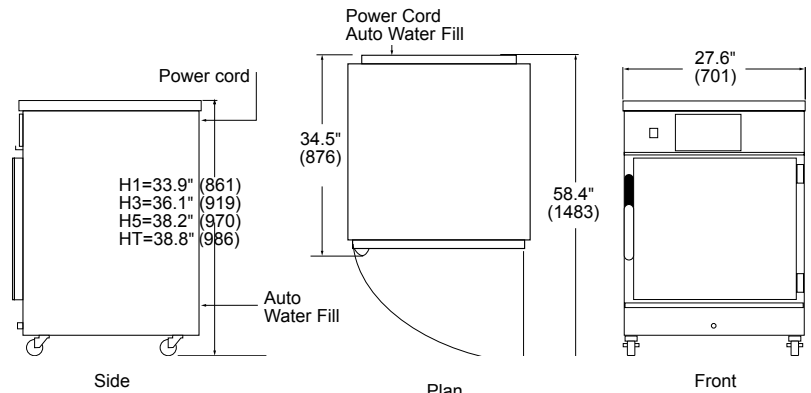 Power cord
H1=33.9" (861)
H3=36.1" (919)
H5=38.2" (970)
HT=38.8" (986)
Auto
Water Fill
Side
Power Cord
Auto Water Fill
34.5"
(876)
58.4"
(1483)
Plan
27.6"
(701)
Front